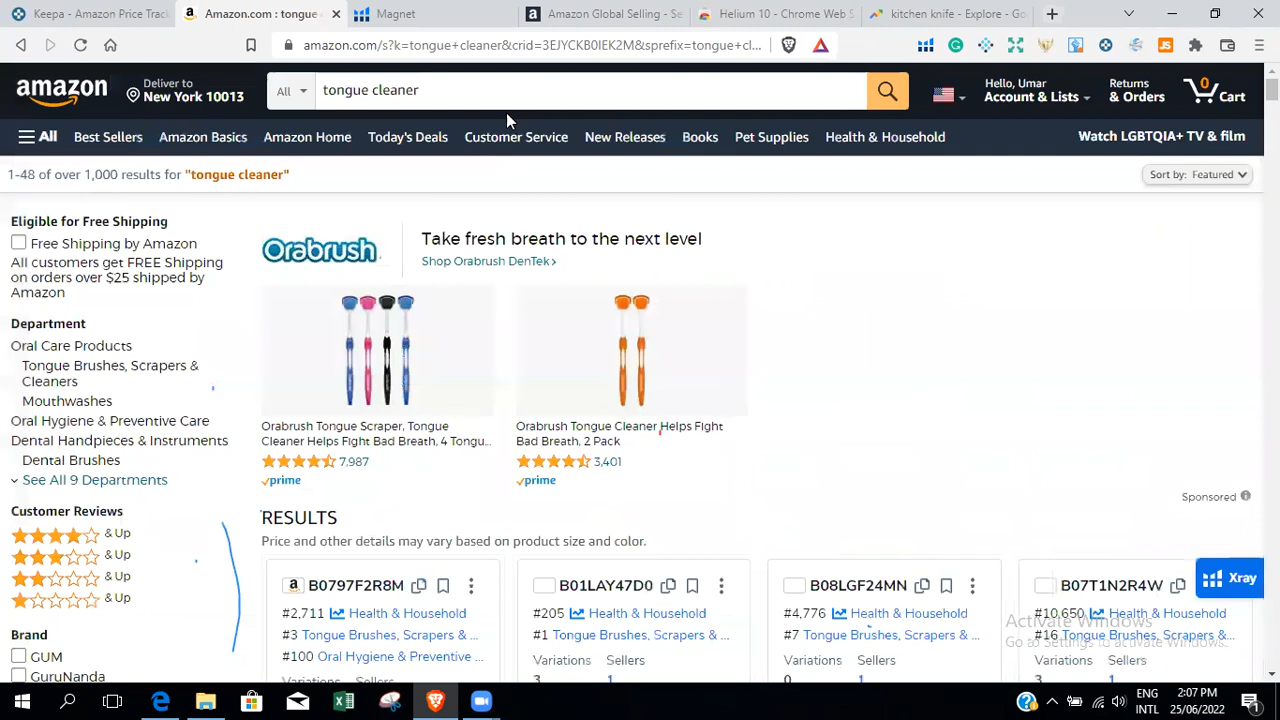 Keepa - Amazon Price Track
Amazon.com : tongue c
Magnet
Amazon Global Selling - Se
Helium 10 - Chrome Web S
kitchen knife - Explore - Go
amazon.com/s?k=tongue+cleaner&crid=3EJYCKB0IEK2M&sprefix=tongue+cl...
amazon
Deliver to
New York 10013
All
tongue cleaner
Hello, Umar
Account & Lists
Returns
& Orders
0
Cart
All
Best Sellers
Amazon Basics
Amazon Home
Today's Deals
Customer Service
New Releases
Books
Pet Supplies
Health & Household
Watch LGBTQIA+ TV & film
1-48 of over 1,000 results for "tongue cleaner"
Sort by: Featured
Eligible for Free Shipping
Free Shipping by Amazon
All customers get FREE Shipping
on orders over $25 shipped by
Amazon
Department
Oral Care Products
Tongue Brushes, Scrapers &
Cleaners
Mouthwashes
Oral Hygiene & Preventive Care
Dental Handpieces & Instruments
Dental Brushes
See All 9 Departments
Customer Reviews
& Up
& Up
& Up
& Up
Brand
GUM
GuruNanda
Orabrush
Take fresh breath to the next level
Shop Orabrush DenTek ›
Orabrush Tongue Scraper, Tongue
Cleaner Helps Fight Bad Breath, 4 Tongu...
7,987
prime
Orabrush Tongue Cleaner Helps Fight
Bad Breath, 2 Pack
3,401
prime
Sponsored
RESULTS
Price and other details may vary based on product size and color.
B0797F2R8M
#2,711 Health & Household
#3 Tongue Brushes, Scrapers & ...
#100 Oral Hygiene & Preventive ...
Variations Sellers
B01LAY47D0
#205 Health & Household
#1 Tongue Brushes, Scrapers & ...
Variations Sellers
3 1
B08LGF24MN
#4,776 Health & Household
#7 Tongue Brushes, Scrapers & ...
Variations Sellers
0 1
B07T1N2R4W
#10,650 Health & Household
#16 Tongue Brushes, Scrapers & ...
Variations Sellers
3 1
Xray
Activate Windows
Go to Settings to activate Windows.
JS
ENG
INTL
2:07 PM
25/06/2022
1